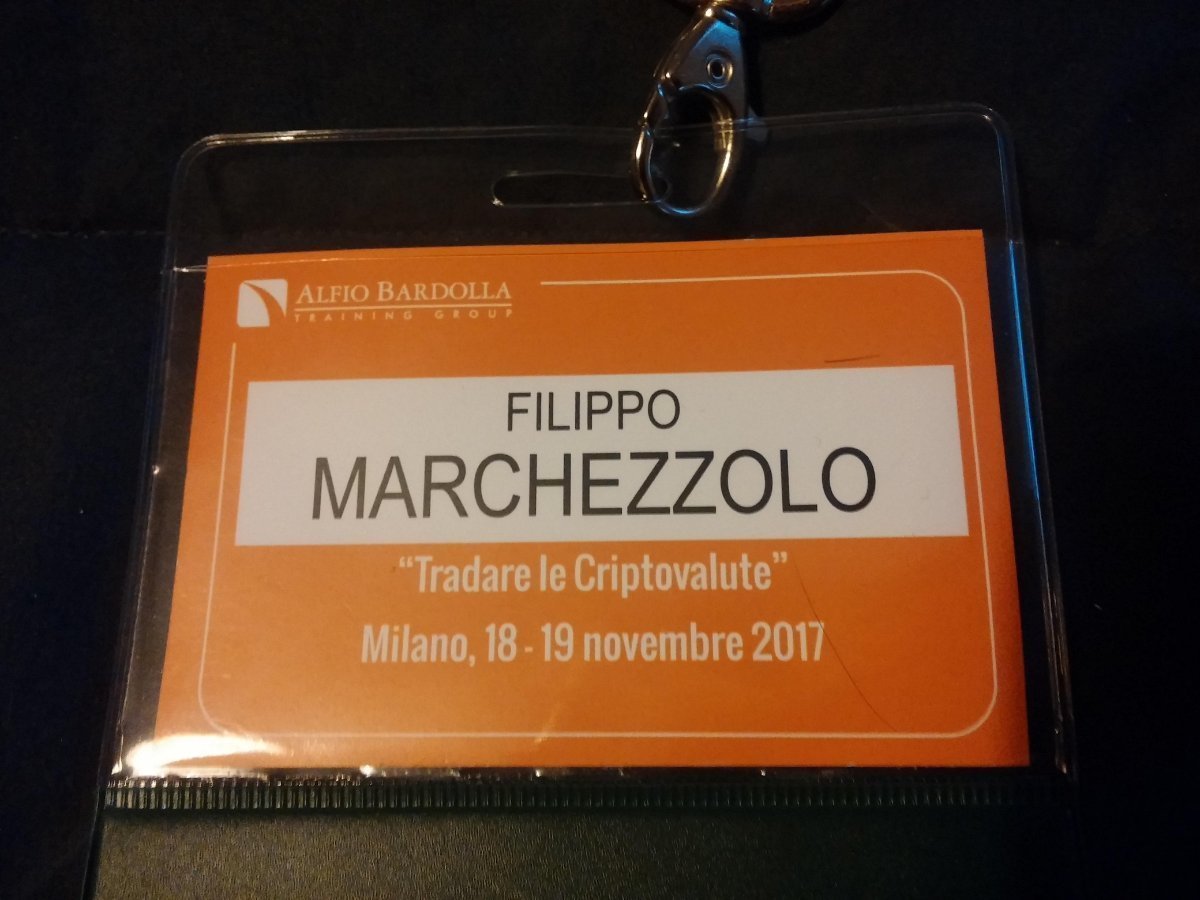 ALFIO BARDOLLA
TRAINING GROUP
FILIPPO
MARCHEZZOLO
“Tradare le Criptovalute”
Milano, 18 - 19 novembre 2017